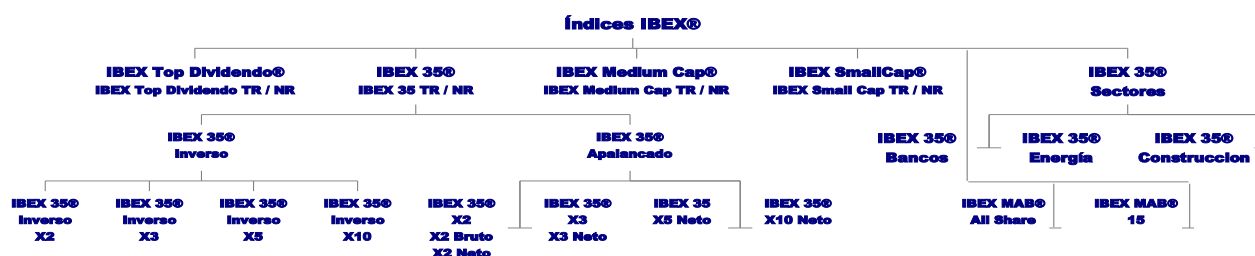 Índices IBEX®
IBEX Top Dividendo®
IBEX Top Dividendo TR / NR
IBEX 35®
IBEX 35 TR / NR
IBEX Medium Cap®
IBEX Medium Cap TR / NR
IBEX SmallCap®
IBEX Small Cap TR / NR
IBEX 35®
Sectores
IBEX 35®
Inverso
IBEX 35®
Apalancado
IBEX 35®
Bancos
IBEX 35®
Energía
IBEX 35®
Construccion
IBEX 35®
Inverso
X2
IBEX 35®
Inverso
X3
IBEX 35®
Inverso
X5
IBEX 35®
Inverso
X10
IBEX 35®
X2
X2 Bruto
X2 Neto
IBEX 35®
X3
X3 Neto
IBEX 35
X5 Neto
IBEX 35®
X10 Neto
IBEX MAB®
All Share
IBEX MAB®
15